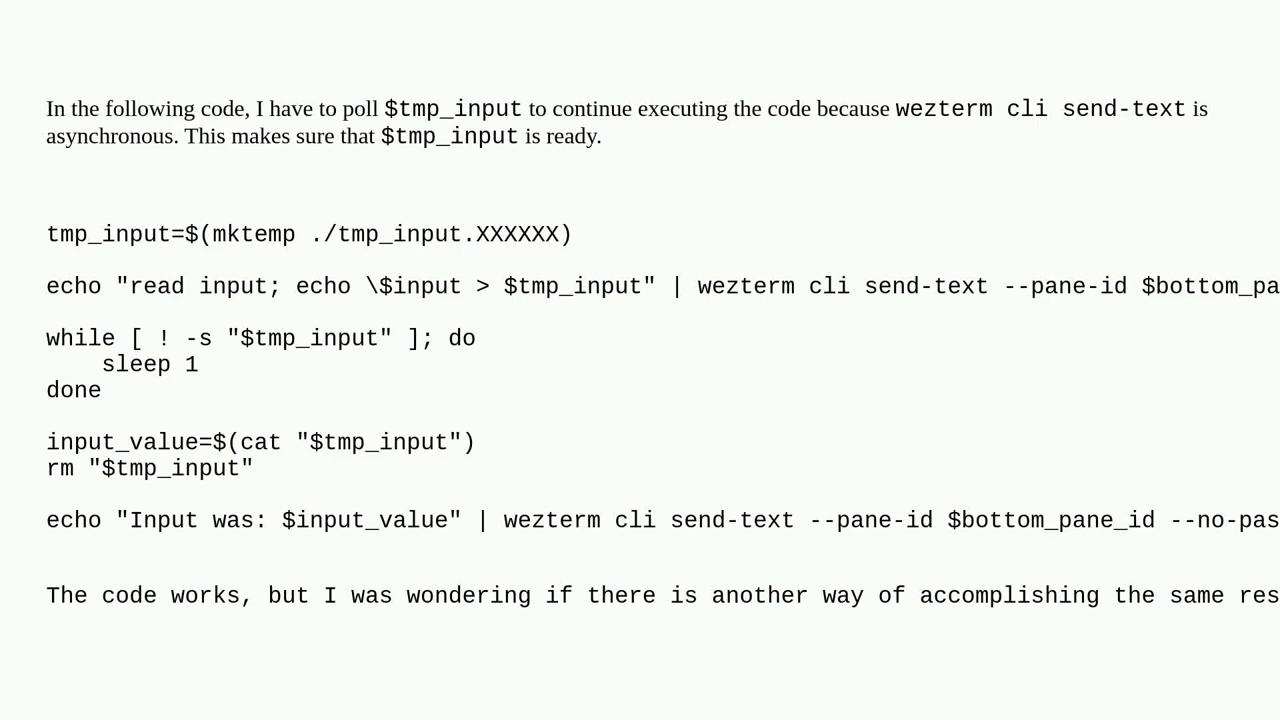 In the following code, I have to poll $tmp_input to continue executing the code because wezterm cli send-text is
asynchronous. This makes sure that $tmp_input is ready.
tmp_input=$(mktemp ./tmp_input.XXXXXX)
echo "read input; echo \$input > $tmp_input" | wezterm cli send-text --pane-id $bottom_pa
while [ ! -s "$tmp_input" ]; do
    sleep 1
done
input_value=$(cat "$tmp_input")
rm "$tmp_input"
echo "Input was: $input_value" | wezterm cli send-text --pane-id $bottom_pane_id --no-pas
The code works, but I was wondering if there is another way of accomplishing the same res